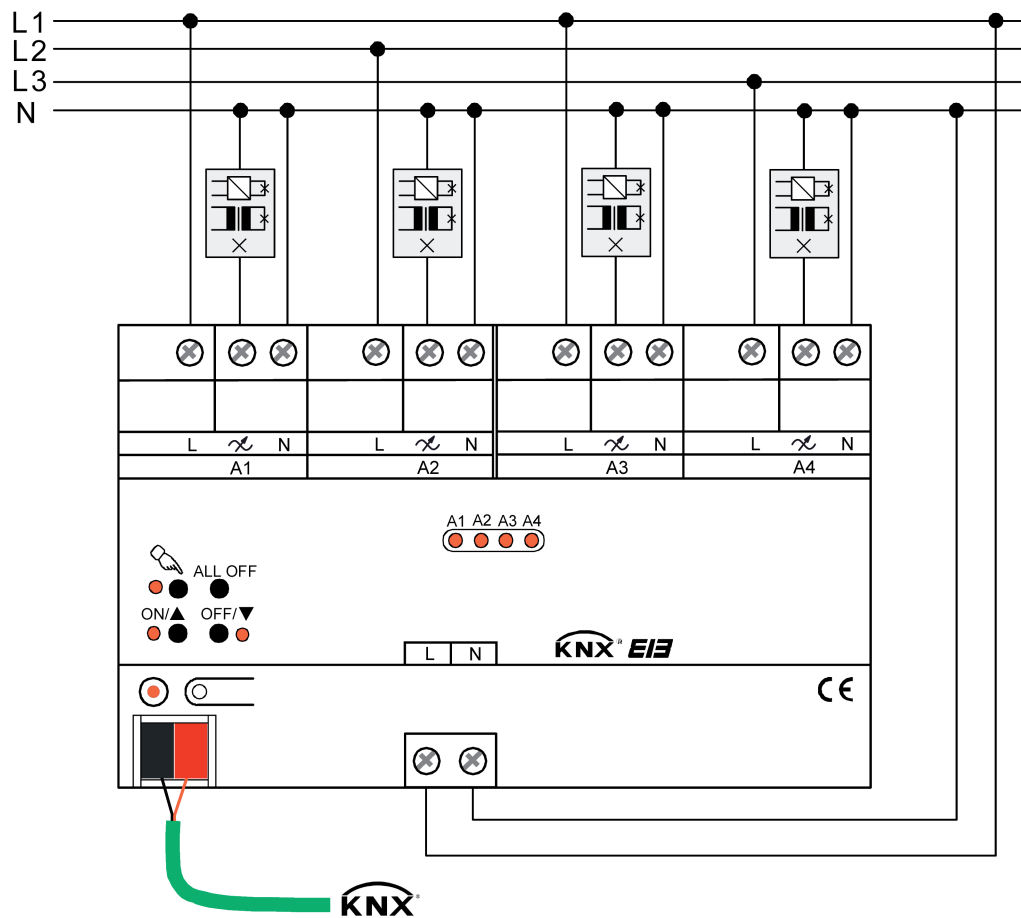 L1
L2
L3
N
L N L N L N L N
A1 A2 A3 A4
A1 A2 A3 A4
ALL OFF
ON/▲ OFF/▼
L N
KNX® EIB
CE
KNX®